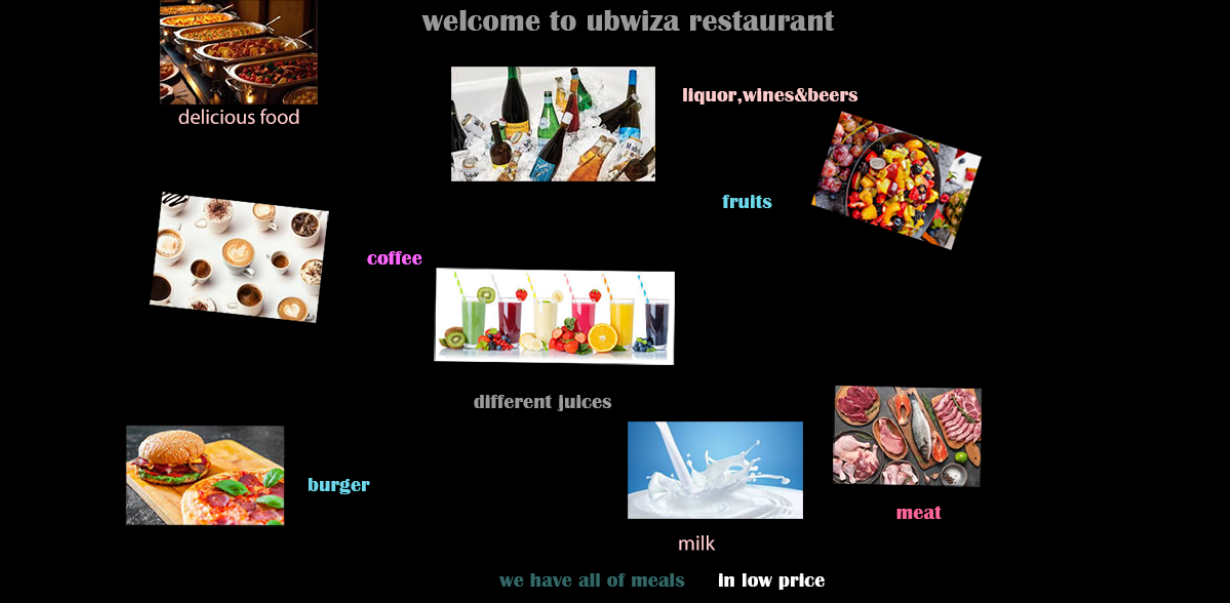 welcome to ubwiza restaurant
liquor,wines&beers
delicious food
fruits
coffee
different juices
burger
meat
milk
we have all of meals in low price